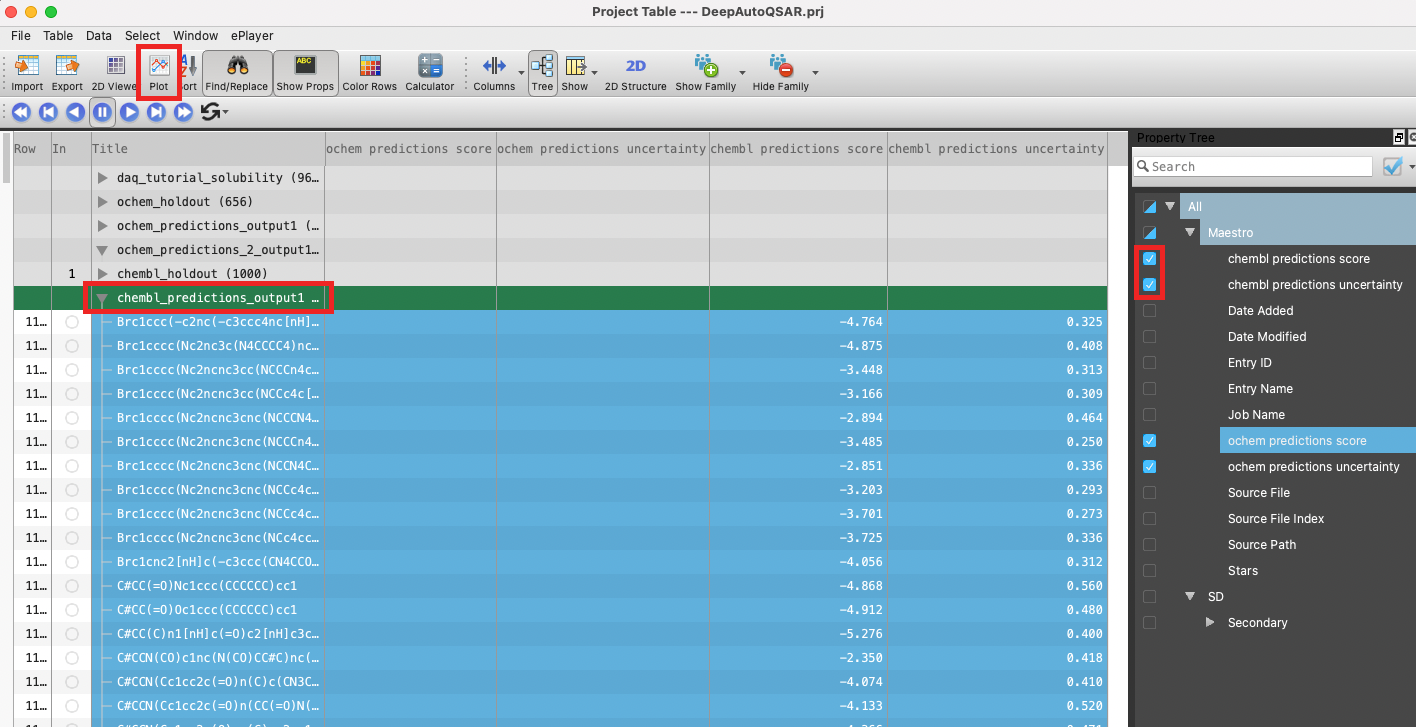 Project Table --- DeepAutoQSAR.prj
File Table Data Select Window ePlayer
Import Export 2D Viewe Plot ort Find/Replace Show Props Color Rows Calculator Columns Tree Show 2D Structure Show Family Hide Family
ABC
2D
Row In Title ochem predictions score ochem predictions uncertainty chembl predictions score chembl predictions uncertainty
daq_tutorial_solubility (96…
ochem_holdout (656)
ochem_predictions_output1 (…
ochem_predictions_2_output1…
1 chembl_holdout (1000)
chembl_predictions_output1 …
11… Brc1ccc(-c2nc(-c3ccc4nc[nH]… -4.764 0.325
11… Brc1cccc(Nc2nc3c(N4CCCC4)nc… -4.875 0.408
11… Brc1cccc(Nc2ncnc3cc(NCCCn4c… -3.448 0.313
11… Brc1cccc(Nc2ncnc3cc(NCCc4c[… -3.166 0.309
11… Brc1cccc(Nc2ncnc3cnc(NCCCN4… -2.894 0.464
11… Brc1cccc(Nc2ncnc3cnc(NCCCn4… -3.485 0.250
11… Brc1cccc(Nc2ncnc3cnc(NCCN4C… -2.851 0.336
11… Brc1cccc(Nc2ncnc3cnc(NCCc4c… -3.203 0.293
11… Brc1cccc(Nc2ncnc3cnc(NCCc4c… -3.701 0.273
11… Brc1cccc(Nc2ncnc3cnc(NCc4cc… -3.725 0.336
11… Brc1cnc2[nH]c(-c3ccc(CN4CCO… -4.056 0.312
11… C#CC(=O)Nc1ccc(CCCCCC)cc1 -4.868 0.560
11… C#CC(=O)Oc1ccc(CCCCCC)cc1 -4.912 0.480
11… C#CC(C)n1[nH]c(=O)c2[nH]c3c… -5.276 0.400
11… C#CCN(CO)c1nc(N(CO)CC#C)nc(… -2.350 0.418
11… C#CCN(Cc1cc2c(=O)n(C)c(CN3C… -4.074 0.410
11… C#CCN(Cc1cc2c(=O)n(CC(=O)N(… -4.133 0.520
Property Tree
Search
All
Maestro
chembl predictions score
chembl predictions uncertainty
Date Added
Date Modified
Entry ID
Entry Name
Job Name
ochem predictions score
ochem predictions uncertainty
Source File
Source File Index
Source Path
Stars
SD
Secondary